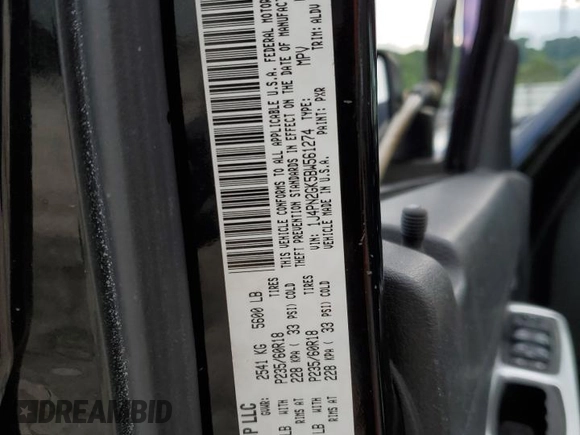 P LLC
GVWR: 2541 KG 5600 LB
LB WITH TIRES
P235/60R18
RIMS AT 228 KPA ( 33 PSI) COLD
LB WITH TIRES
P235/60R18
RIMS AT 228 KPA ( 33 PSI) COLD
THIS VEHICLE CONFORMS TO ALL APPLICABLE U.S.A. FEDERAL MOTOR
THEFT PREVENTION STANDARDS IN EFFECT ON THE DATE OF MANUFAC
VIN: 1J4PN2GK5BW561274 TYPE: MPV
VEHICLE MADE IN U.S.A. PAINT: PXR TRIM: ALDV
DREAMBID